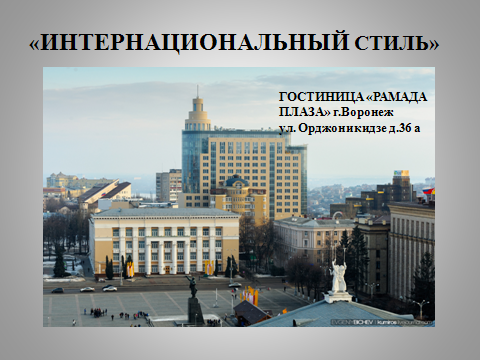 «ИНТЕРНАЦИОНАЛЬНЫЙ СТИЛЬ»
ГОСТИНИЦА «РАМАДА
ПЛАЗА» г.Воронеж
ул. Орджоникидзе д.36 а